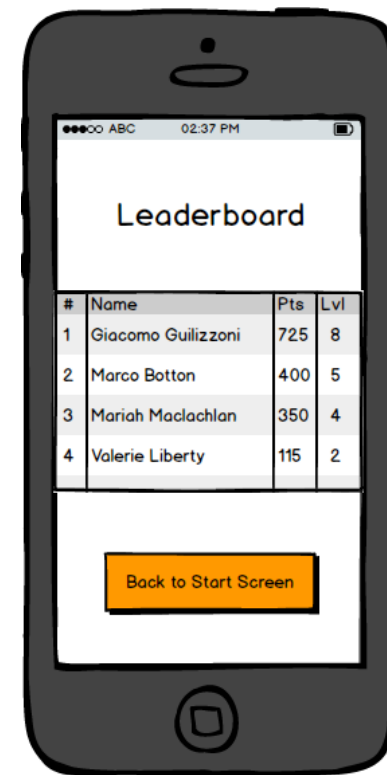 ABC 02:37 PM
Leaderboard
# Name Pts Lvl
1 Giacomo Guilizzoni 725 8
2 Marco Botton 400 5
3 Mariah Maclachlan 350 4
4 Valerie Liberty 115 2
Back to Start Screen